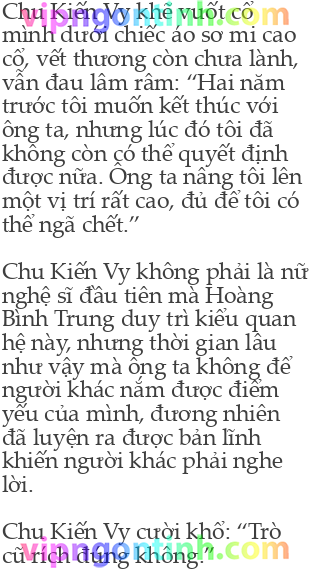 Chu Kiến Vy khẽ vuốt cổ
mình dưới chiếc áo sơ mi cao
cổ, vết thương còn chưa lành,
vẫn đau lâm râm: “Hai năm
trước tôi muốn kết thúc với
ông ta, nhưng lúc đó tôi đã
không còn có thể quyết định
được nữa. Ông ta nâng tôi lên
một vị trí rất cao, đủ để tôi có
thể ngã chết.”
Chu Kiến Vy không phải là nữ
nghệ sĩ đầu tiên mà Hoàng
Bình Trung duy trì kiểu quan
hệ này, nhưng thời gian lâu
như vậy mà ông ta không để
người khác nắm được điểm
yếu của mình, đương nhiên
đã luyện ra được bản lĩnh
khiến người khác phải nghe
lời.
Chu Kiến Vy cười khổ: “Trò
cũ rích đúng không.”
vipngontinh.com
vipngontinh.com